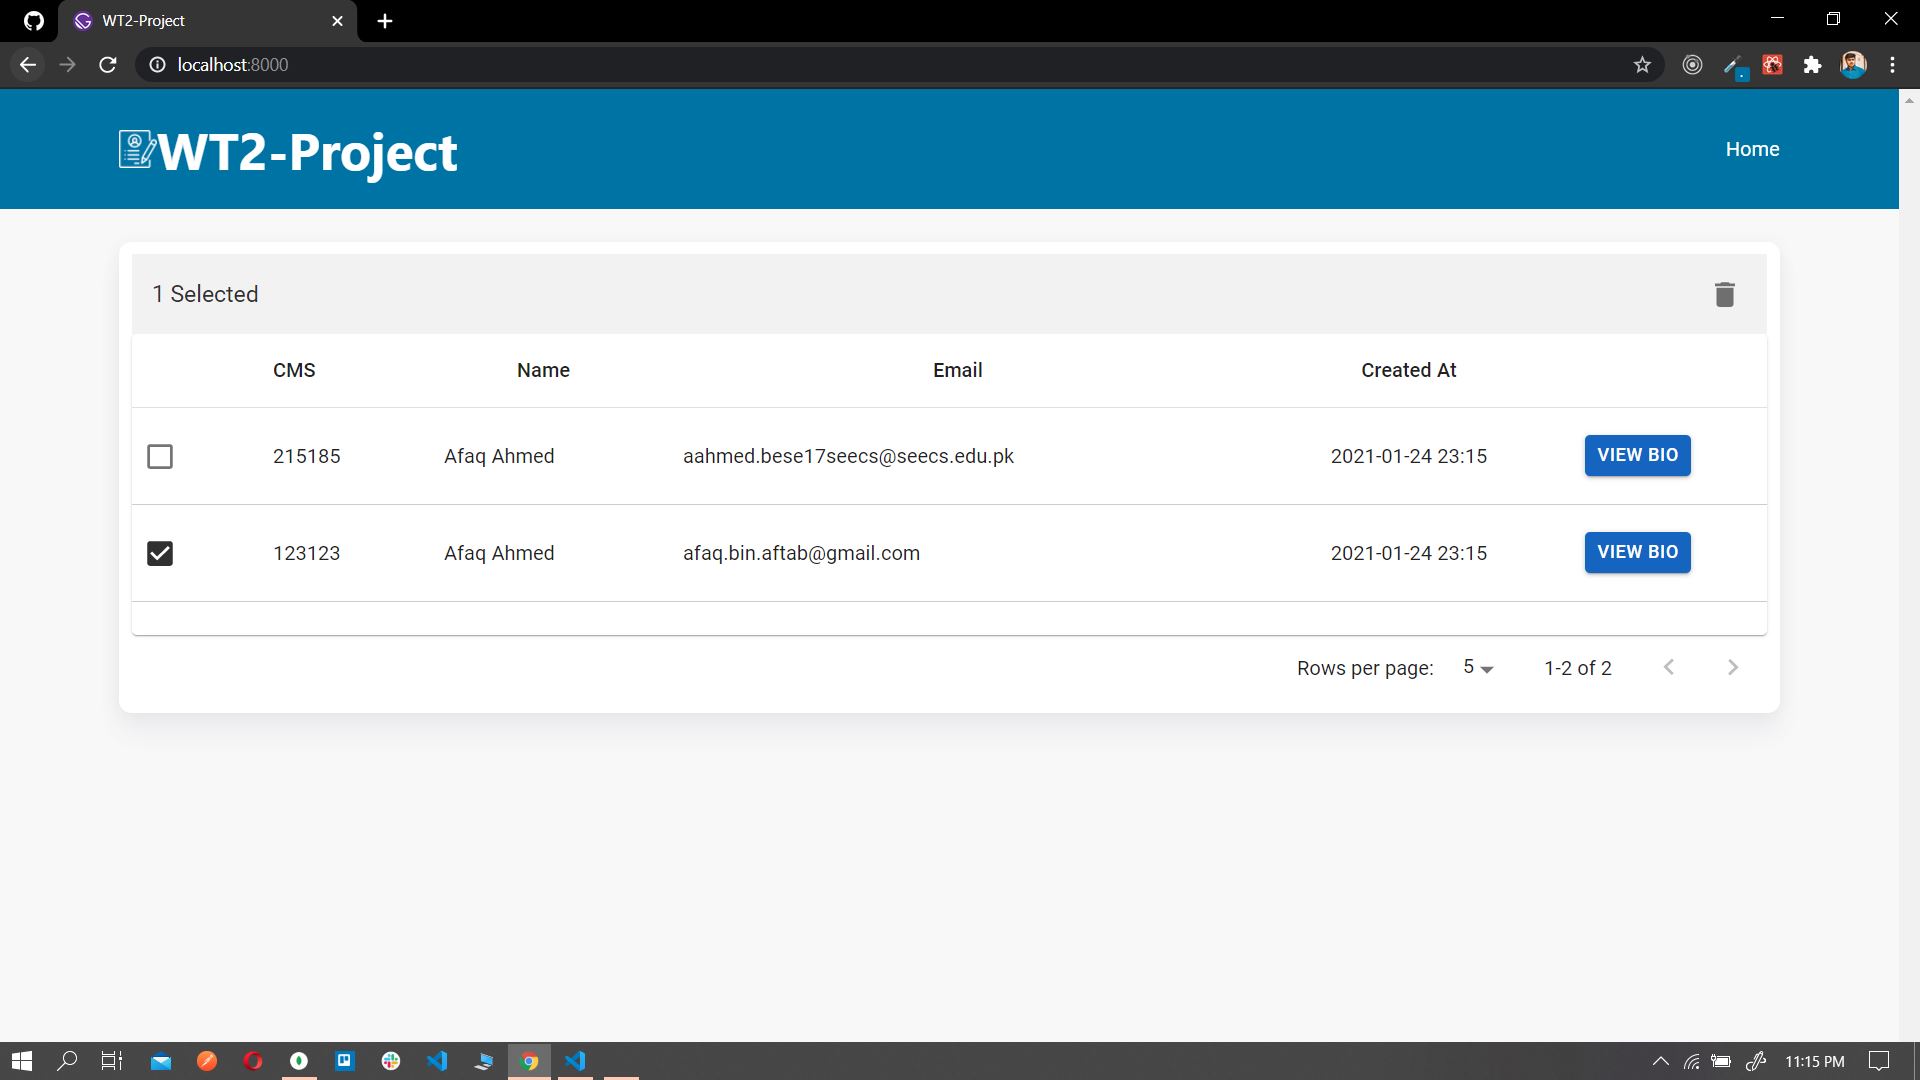 WT2-Project
localhost:8000
WT2-Project
Home
1 Selected
CMS Name Email Created At
215185 Afaq Ahmed aahmed.bese17seecs@seecs.edu.pk 2021-01-24 23:15 VIEW BIO
123123 Afaq Ahmed afaq.bin.aftab@gmail.com 2021-01-24 23:15 VIEW BIO
Rows per page: 5 1-2 of 2
11:15 PM